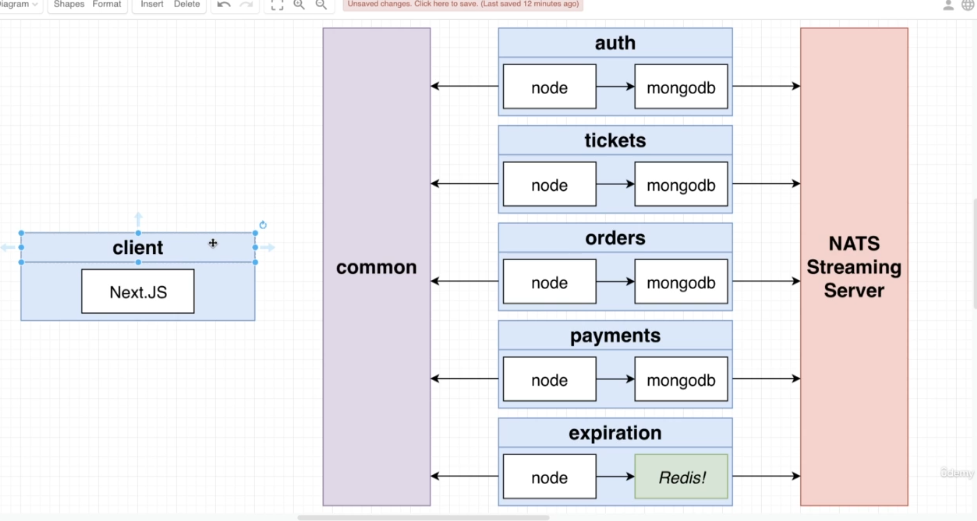 Diagram
Shapes
Format
Insert
Delete
Unsaved changes. Click here to save. (Last saved 12 minutes ago)
auth
node
mongodb
tickets
node
mongodb
client
Next.JS
common
orders
node
mongodb
NATS
Streaming
Server
payments
node
mongodb
expiration
node
Redis!
ûdemy